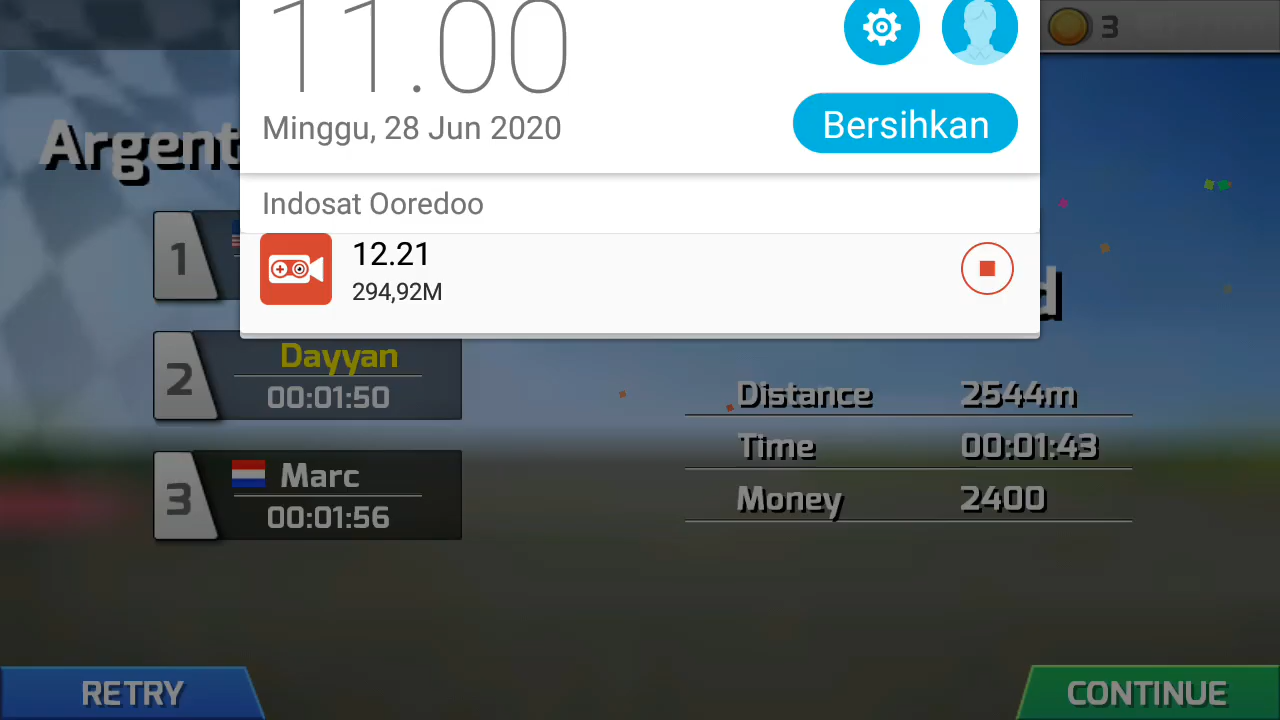 11.00
3
Minggu, 28 Jun 2020
Bersihkan
Argent
Indosat Ooredoo
12.21
294,92M
1
d
2
Dayyan
00:01:50
3
Marc
00:01:56
Distance 2544m
Time 00:01:43
Money 2400
RETRY
CONTINUE